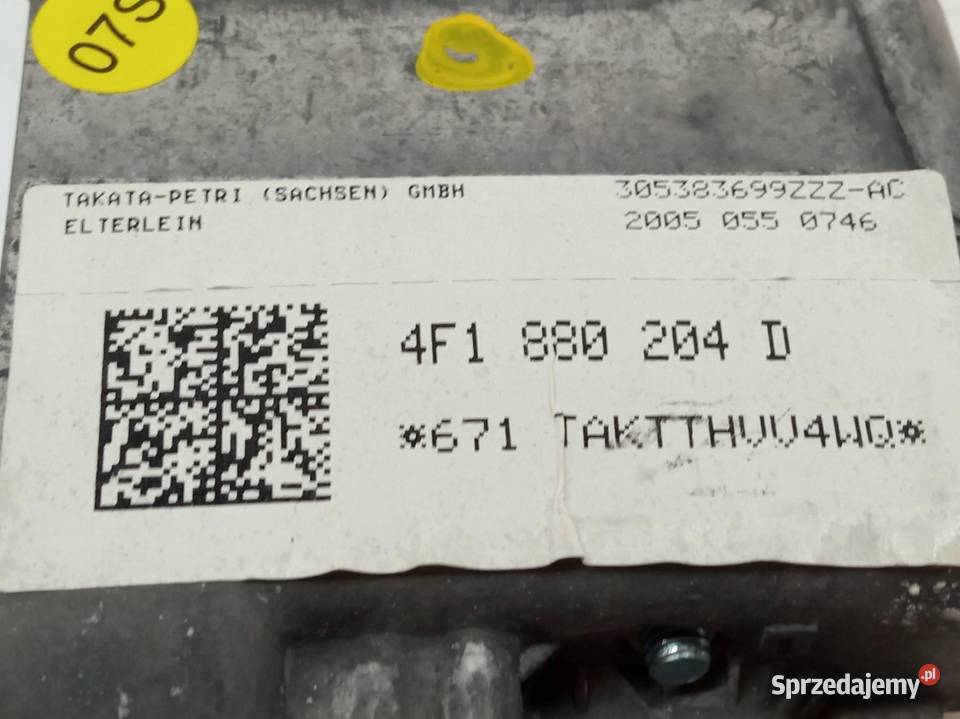 07S
TAKATA-PETRI (SACHSEN) GMBH
ELTERLEIN
305383699ZZZ-AC
2005 055 0746
4F1 880 204 D
*671 TAKTTHVV4WQ*
Sprzedajemy.pl